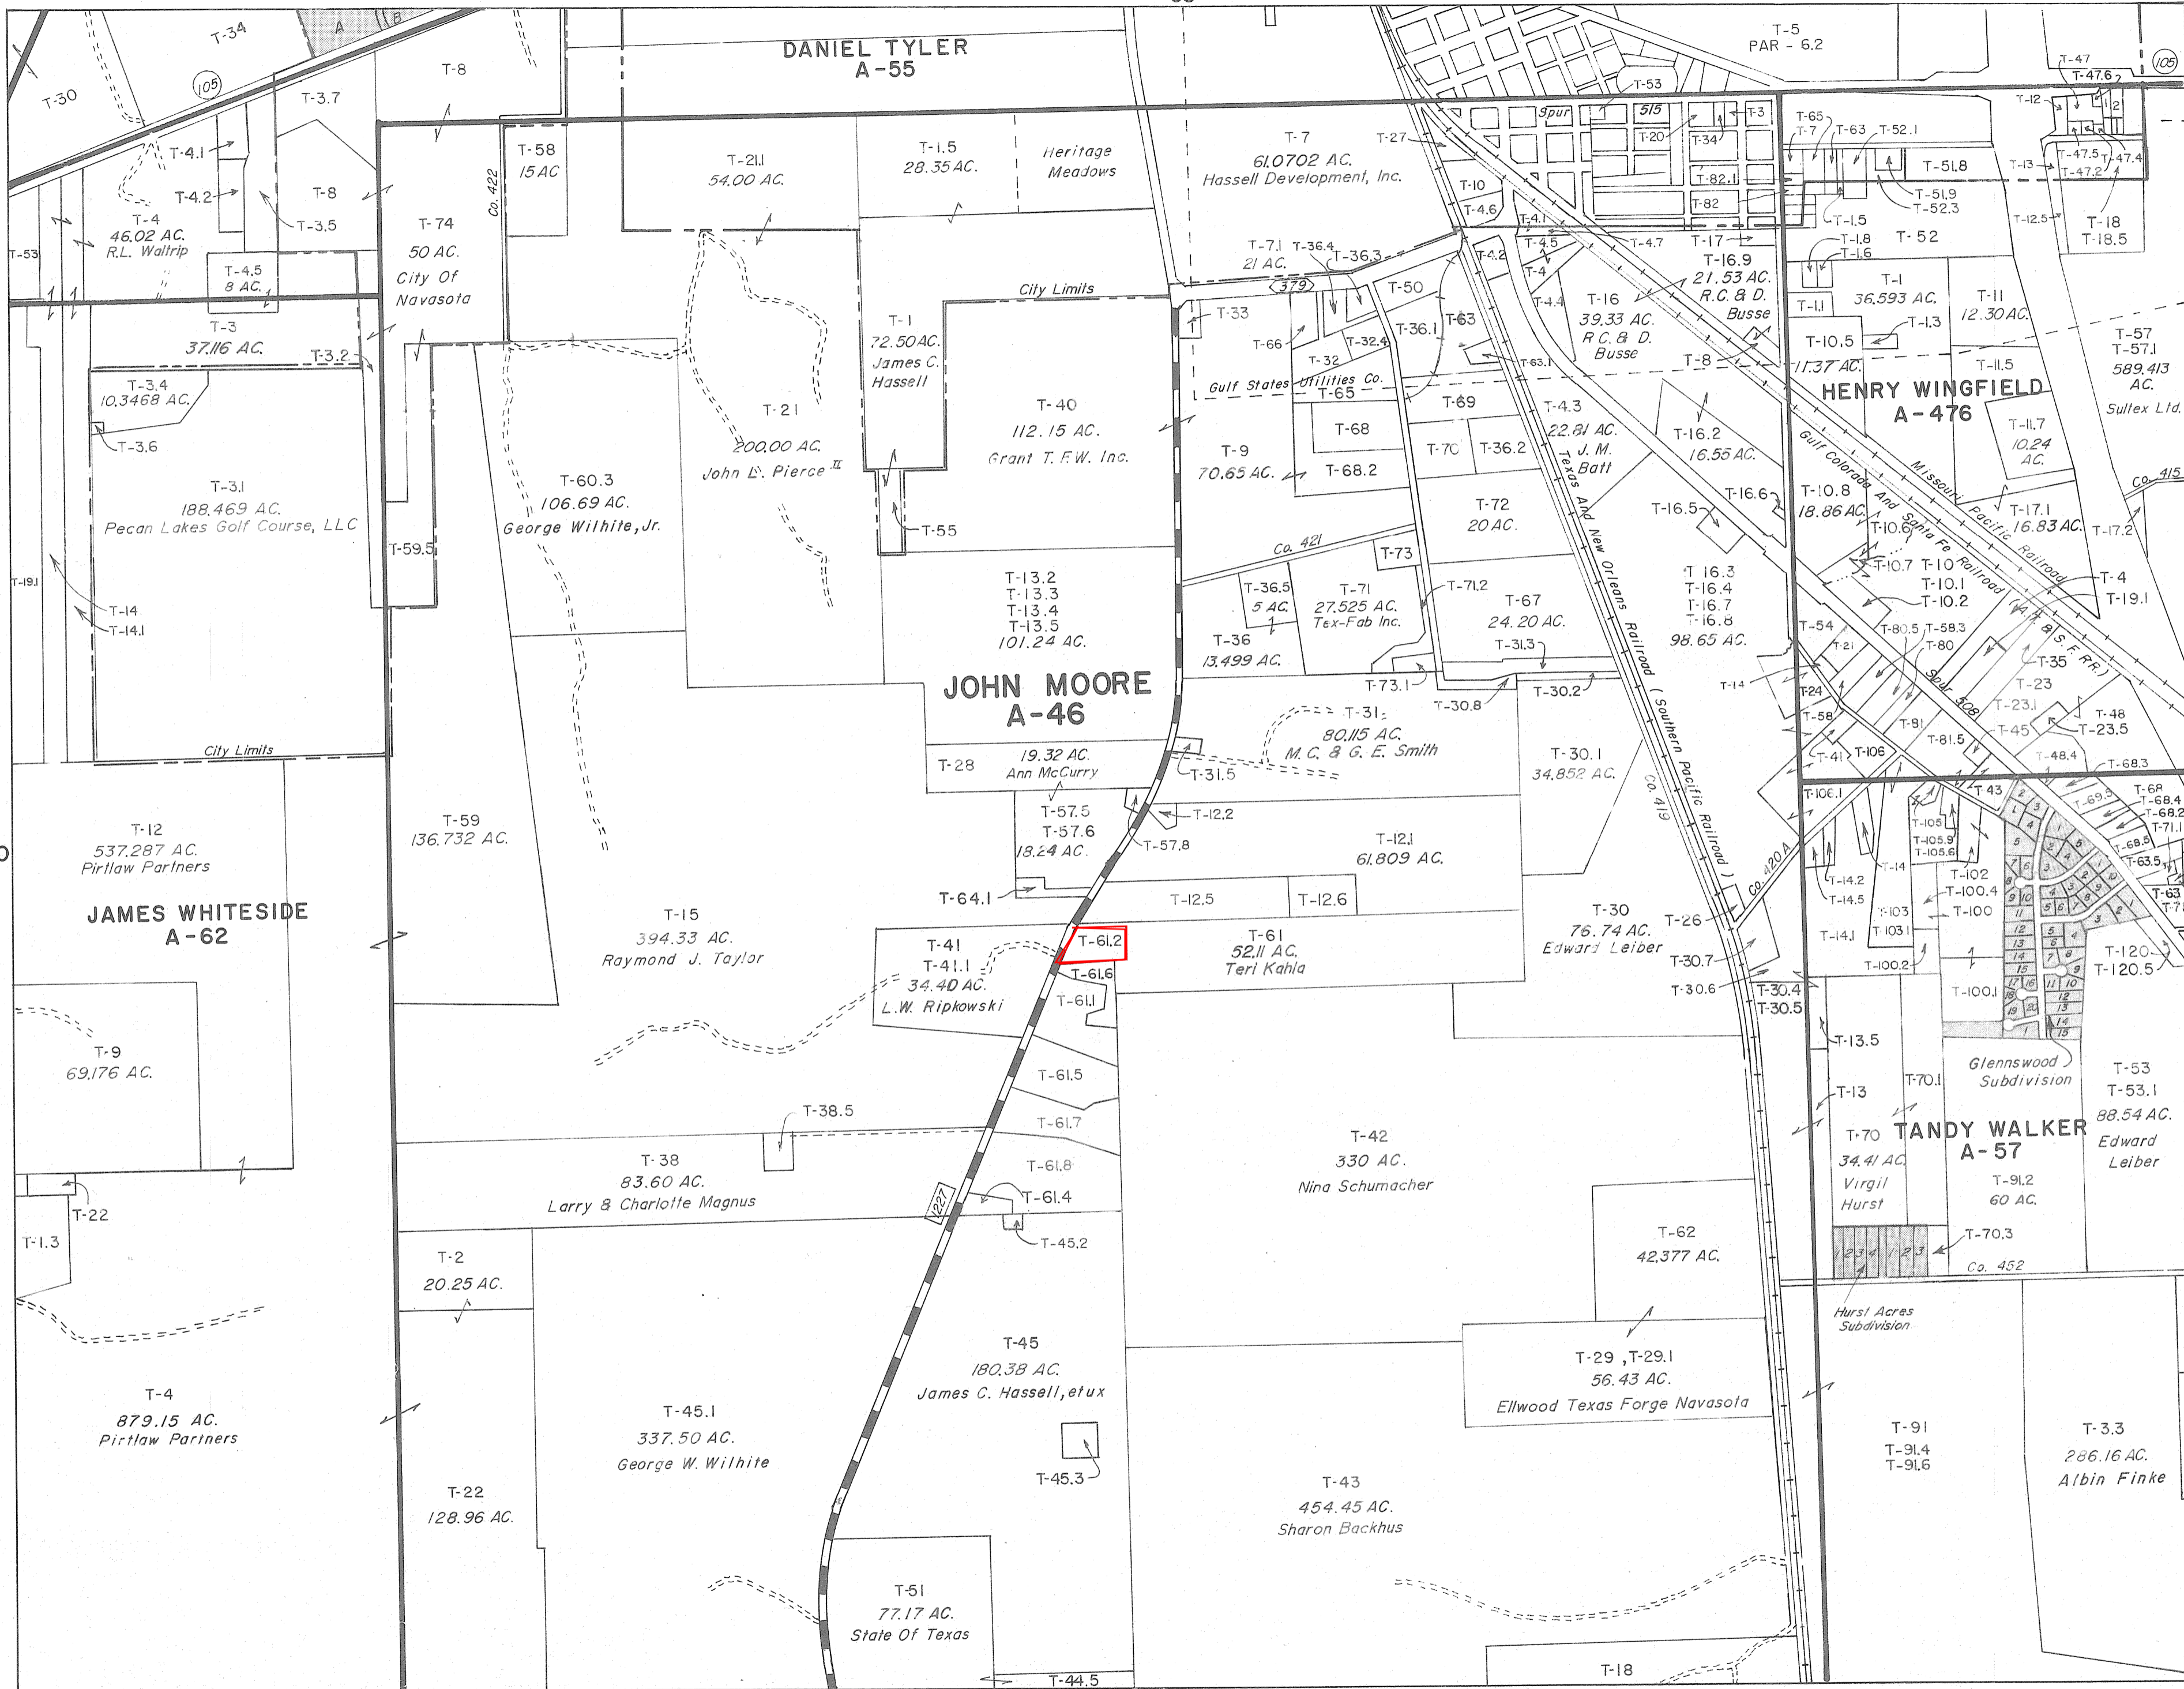 DANIEL TYLER
A-55
T-34
A
B
T-30
105
T-8
T-3.7
T-4.1
T-4.2
T-4
46.02 AC.
R.L. Waltrip
T-3.5
T-8
T-4.5
8 AC.
T-53
T-3
37.116 AC.
T-3.2
T-3.4
10.3468 AC.
T-3.6
T-3.1
188.469 AC.
Pecan Lakes Golf Course, LLC
T-19.1
T-14
T-14.1
City Limits
T-12
537.287 AC.
Pirtlaw Partners
JAMES WHITESIDE
A-62
T-9
69.176 AC.
T-22
T-1.3
T-4
879.15 AC.
Pirtlaw Partners
T-74
50 AC.
City Of
Navasota
Co. 422
T-58
15 AC
T-21.1
54.00 AC.
T-1.5
28.35 AC.
Heritage
Meadows
T-1
72.50 AC.
James C.
Hassell
City Limits
T-40
112.15 AC.
Grant T.F.W. Inc.
T-21
200.00 AC.
John L. Pierce II
T-60.3
106.69 AC.
George Wilhite, Jr.
T-59.5
T-55
T-13.2
T-13.3
T-13.4
T-13.5
101.24 AC.
JOHN MOORE
A-46
T-28
19.32 AC.
Ann McCurry
T-57.5
T-57.6
18.24 AC.
T-57.8
T-12.2
T-64.1
T-59
136.732 AC.
T-15
394.33 AC.
Raymond J. Taylor
T-41
T-41.1
34.40 AC.
L.W. Ripkowski
T-61.2
T-61.6
T-61.1
T-61.5
T-61.7
T-61.8
T-61.4
T-45.2
T-38.5
T-38
83.60 AC.
Larry & Charlotte Magnus
1227
T-2
20.25 AC.
T-45.1
337.50 AC.
George W. Wilhite
T-22
128.96 AC.
T-45
180.38 AC.
James C. Hassell, etux
T-45.3
T-51
77.17 AC.
State Of Texas
T-44.5
T-7
61.0702 AC.
Hassell Development, Inc.
T-27
T-10
T-4.6
T-7.1
21 AC.
T-36.4
T-36.3
379
T-33
T-66
T-50
T-36.1
T-63
T-63.1
T-32
T-32.4
Gulf States Utilities Co.
T-65
T-68
T-68.2
T-69
T-70
T-36.2
T-9
70.65 AC.
T-72
20 AC.
Co. 421
T-73
T-36.5
5 AC.
T-71
27.525 AC.
Tex-Fab Inc.
T-71.2
T-67
24.20 AC.
T-36
13.499 AC.
T-31.3
T-73.1
T-30.8
T-30.2
T-31
80.115 AC.
M.C. & G.E. Smith
T-31.5
T-30.1
34.852 AC.
T-12.1
61.809 AC.
T-12.5
T-12.6
T-61
52.11 AC.
Teri Kahla
T-30
76.74 AC.
Edward Leiber
T-26
T-30.7
T-30.6
T-30.4
T-30.5
Co. 419
Co. 420A
Texas And New Orleans Railroad (Southern Pacific Railroad)
T-42
330 AC.
Nina Schumacher
T-62
42.377 AC.
T-29, T-29.1
56.43 AC.
Ellwood Texas Forge Navasota
T-43
454.45 AC.
Sharon Backhus
T-18
T-5
PAR - 6.2
T-53
Spur 515
T-20
T-34
T-3
T-82.1
T-82
T-17
T-4.1
T-4.5
T-4.7
T-4.2
T-4
T-4.4
T-16
39.33 AC.
R.C. & D.
Busse
T-16.9
21.53 AC.
R.C. & D.
Busse
T-8
T-4.3
22.81 AC.
J. M.
Batt
T-16.2
16.55 AC.
T-16.5
T-16.6
T-16.3
T-16.4
T-16.7
T-16.8
98.65 AC.
T-47
T-47.6
105
T-12
1
2
T-65
T-7
T-63
T-52.1
T-51.8
T-51.9
T-52.3
T-13
T-47.5
T-47.4
T-47.2
T-12.5
T-18
T-18.5
T-1.5
T-52
T-1.8
T-1.6
T-1
36.593 AC.
T-11
12.30 AC.
T-1.1
T-1.3
T-10.5
11.37 AC.
T-11.5
T-57
T-57.1
589.413
AC.
Sultex Ltd.
HENRY WINGFIELD
A-476
T-11.7
10.24
AC.
Missouri Pacific Railroad
Gulf Colorado And Santa Fe Railroad (A.T. & S.F. RR.)
Co. 415
T-17.1
16.83 AC.
T-17.2
T-10.8
18.86 AC.
T-10.6
T-10.7
T-10
T-10.1
T-10.2
T-4
T-19.1
T-54
T-21
T-80.5
T-58.3
T-80
T-35
T-14
T-24
T-58
T-23
T-23.1
T-45
T-48
T-23.5
T-48.4
Spur 508
T-81
T-81.5
T-41
T-106
T-106.1
T-43
T-68.3
T-69.5
T-68
T-68.4
T-68.2
T-71.1
T-68.5
T-63.5
T-63
T-105
T-105.9
T-105.6
T-14
T-14.2
T-14.5
T-102
T-100.4
T-100
T-103
T-103.1
T-14.1
T-100.2
T-100.1
T-120
T-120.5
T-13.5
T-13
T-70.1
Glennswood
Subdivision
T-53
T-53.1
88.54 AC.
Edward
Leiber
TANDY WALKER
A-57
T-70
34.41 AC.
Virgil
Hurst
T-91.2
60 AC.
T-70.3
1 2 3 4 1 2 3
Co. 452
Hurst Acres
Subdivision
T-91
T-91.4
T-91.6
T-3.3
286.16 AC.
Albin Finke